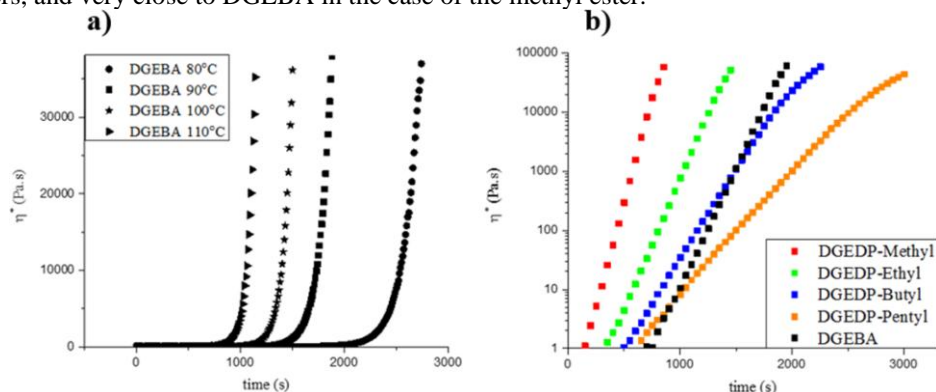 rs, and very close to DGEBA in the case of the methyl ester.
a)
b)
DGEBA 80°C
DGEBA 90°C
DGEBA 100°C
DGEBA 110°C
30000
20000
10000
0
η* (Pa.s)
0 1000 2000 3000
time (s)
100000
10000
1000
100
10
1
η* (Pa.s)
DGEDP-Methyl
DGEDP-Ethyl
DGEDP-Butyl
DGEDP-Pentyl
DGEBA
0 1000 2000 3000
time (s)